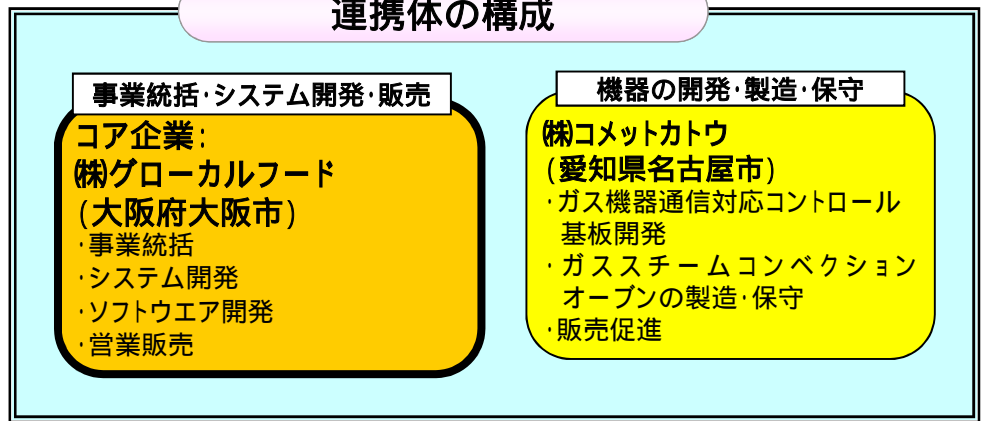 連携体の構成
事業統括・システム開発・販売
コア企業：
㈱グローカルフード
(大阪府大阪市)
・事業統括
・システム開発
・ソフトウエア開発
・営業販売
機器の開発・製造・保守
㈱コメットカトウ
(愛知県名古屋市)
・ガス機器通信対応コントロール
基板開発
・ガススチームコンベクション
オーブンの製造・保守
・販売促進